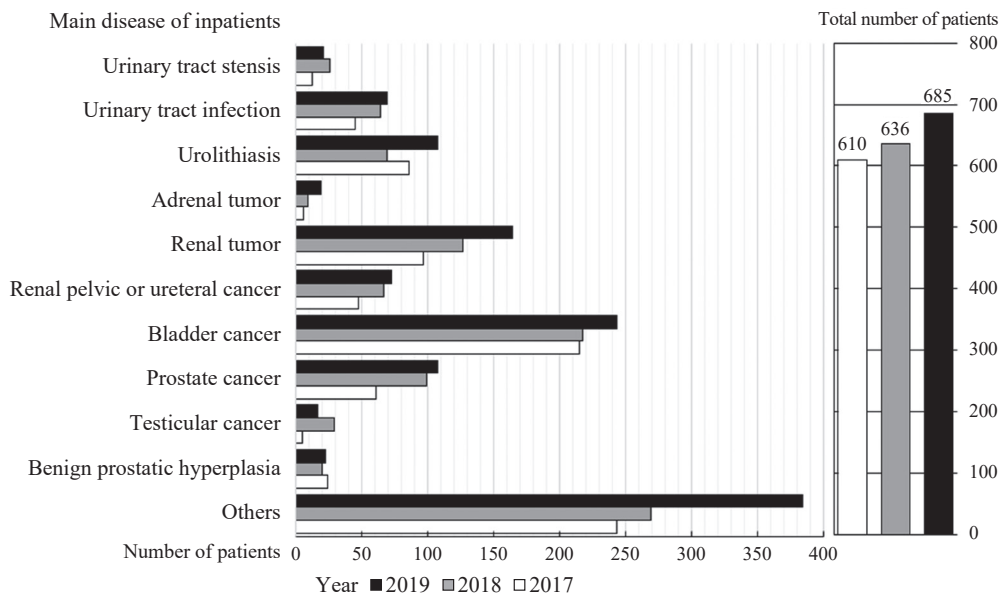 Main disease of inpatients
Total number of patients
Urinary tract stensis
Urinary tract infection
Urolithiasis
Adrenal tumor
Renal tumor
Renal pelvic or ureteral cancer
Bladder cancer
Prostate cancer
Testicular cancer
Benign prostatic hyperplasia
Others
Number of patients
0 50 100 150 200 250 300 350 400
Year 2019 2018 2017
800
700
600
500
400
300
200
100
0
610 636 685